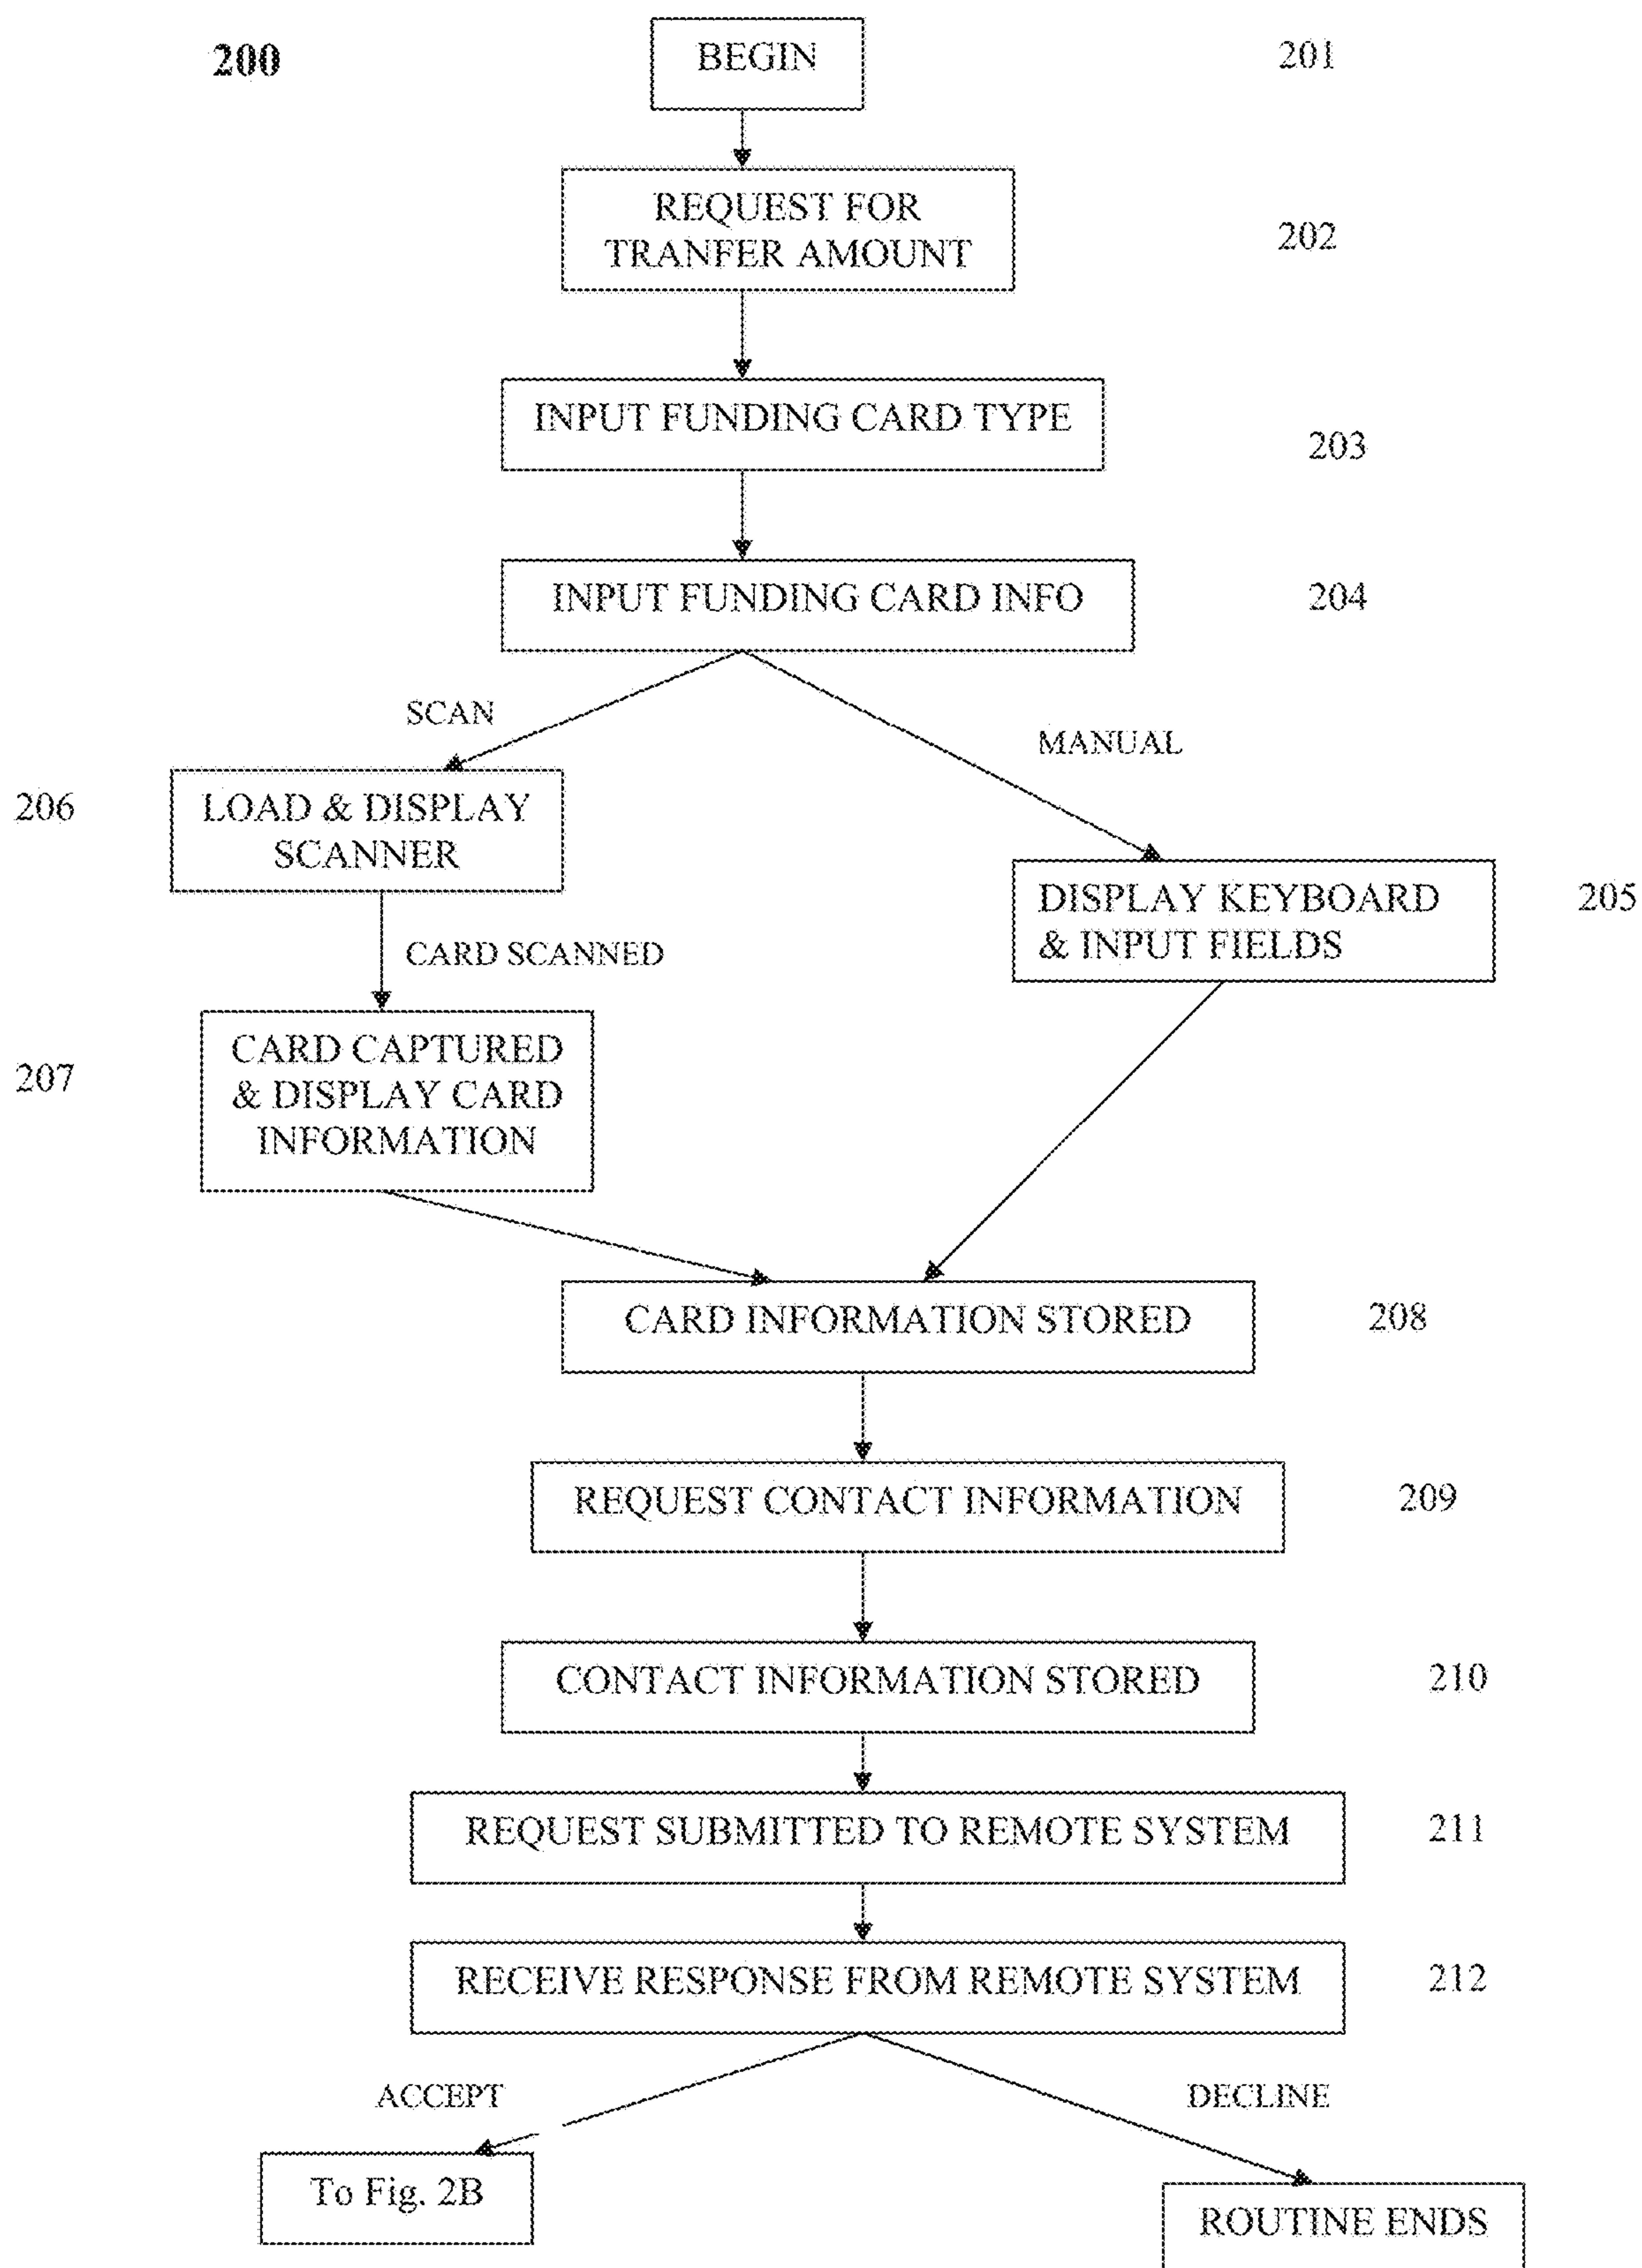 200
BEGIN
201
REQUEST FOR
TRANFER AMOUNT
202
INPUT FUNDING CARD TYPE
203
INPUT FUNDING CARD INFO
204
SCAN
MANUAL
206
LOAD & DISPLAY
SCANNER
DISPLAY KEYBOARD
& INPUT FIELDS
205
CARD SCANNED
207
CARD CAPTURED
& DISPLAY CARD
INFORMATION
CARD INFORMATION STORED
208
REQUEST CONTACT INFORMATION
209
CONTACT INFORMATION STORED
210
REQUEST SUBMITTED TO REMOTE SYSTEM
211
RECEIVE RESPONSE FROM REMOTE SYSTEM
212
ACCEPT
DECLINE
To Fig. 2B
ROUTINE ENDS